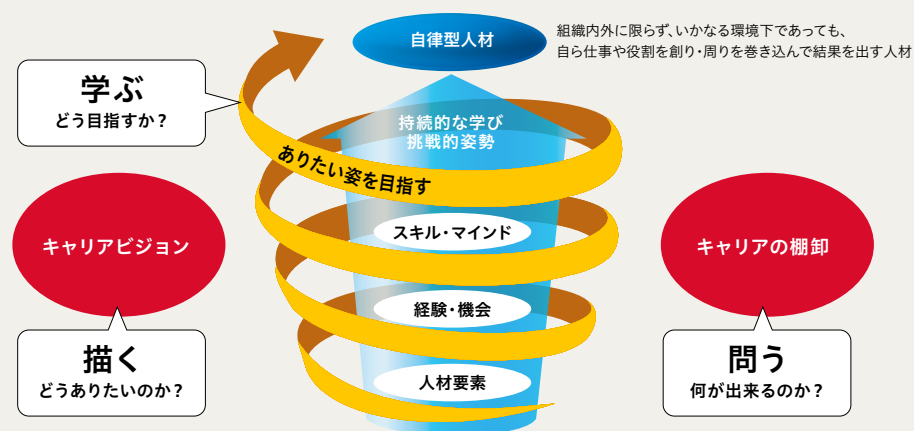 自律型人材
組織内外に限らず、いかなる環境下であっても、
自ら仕事や役割を創り・周りを巻き込んで結果を出す人材
学ぶ
どう目指すか？
持続的な学び
挑戦的姿勢
ありたい姿を目指す
スキル・マインド
キャリアビジョン
キャリアの棚卸
経験・機会
描く
どうありたいのか？
人材要素
問う
何が出来るのか？